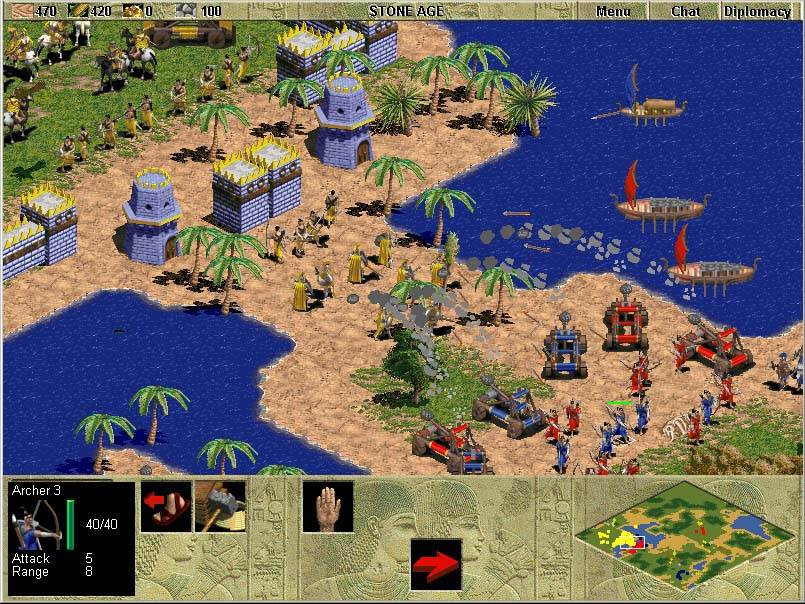 470 420 0 100 STONE AGE Menu Chat Diplomacy
Archer 3
40/40
Attack 5
Range 8